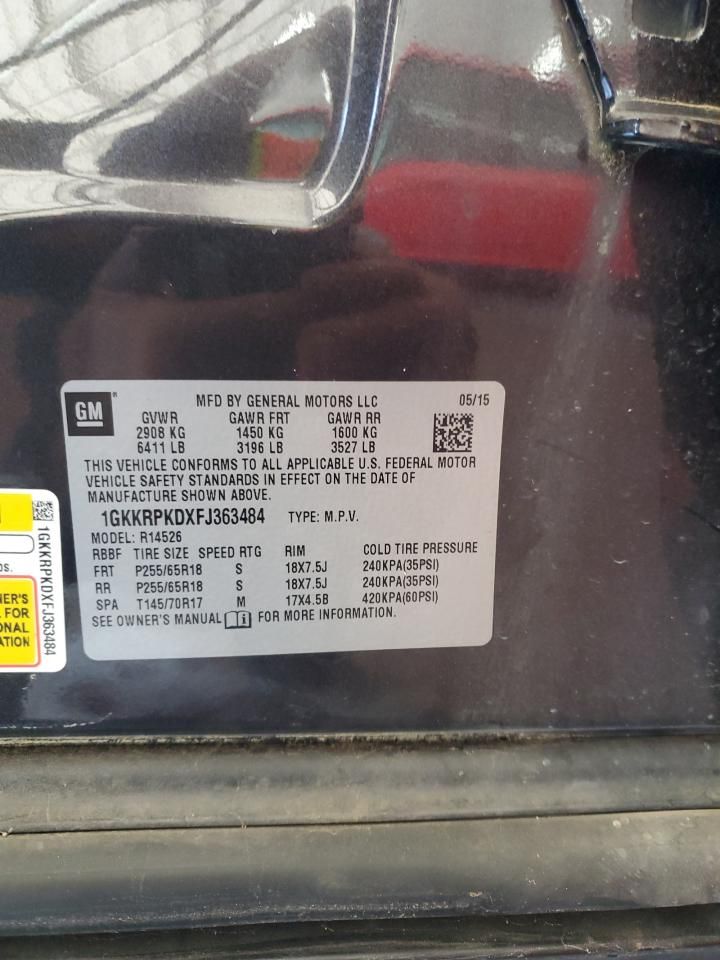 GM
MFD BY GENERAL MOTORS LLC 05/15
GVWR GAWR FRT GAWR RR
2908 KG 1450 KG 1600 KG
6411 LB 3196 LB 3527 LB
THIS VEHICLE CONFORMS TO ALL APPLICABLE U.S. FEDERAL MOTOR
VEHICLE SAFETY STANDARDS IN EFFECT ON THE DATE OF
MANUFACTURE SHOWN ABOVE.
1GKKRPKDXFJ363484 TYPE: M.P.V.
MODEL: R14526
RBBF TIRE SIZE SPEED RTG RIM COLD TIRE PRESSURE
FRT P255/65R18 S 18X7.5J 240KPA(35PSI)
RR P255/65R18 S 18X7.5J 240KPA(35PSI)
SPA T145/70R17 M 17X4.5B 420KPA(60PSI)
SEE OWNER'S MANUAL i FOR MORE INFORMATION.
1GKKRPKDXFJ363484
FOR